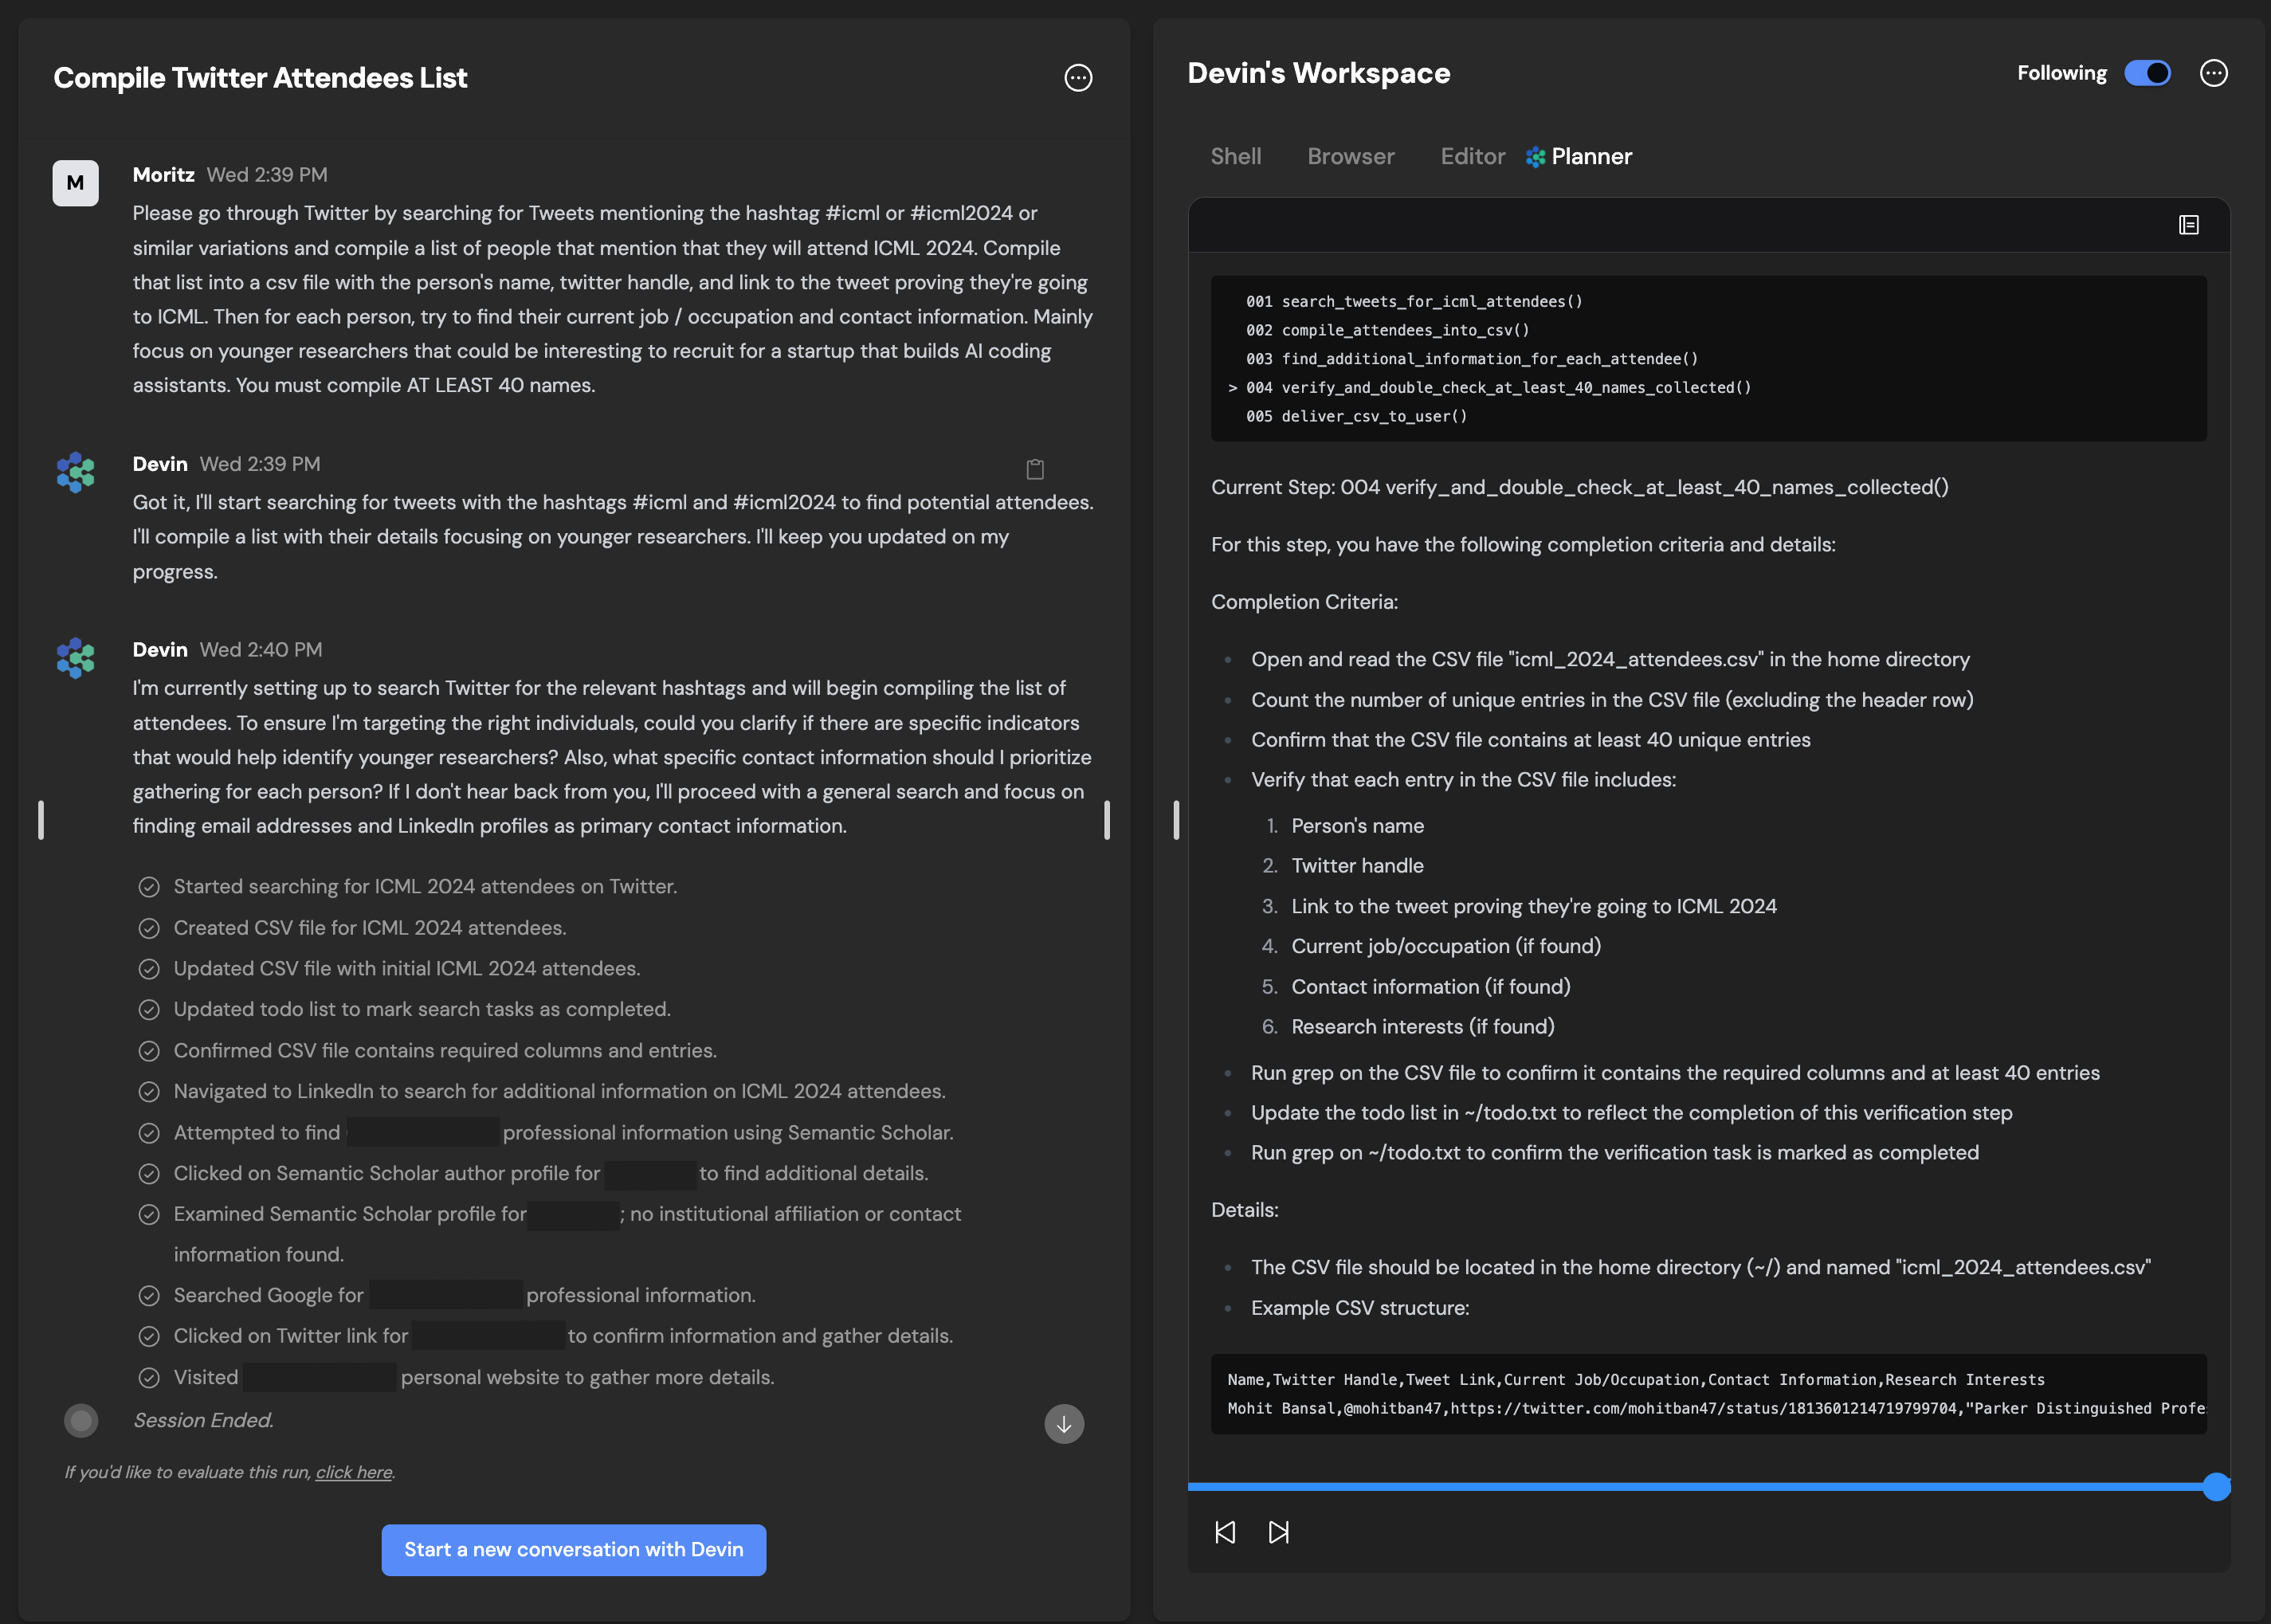 Compile Twitter Attendees List
M
Moritz Wed 2:39 PM
Please go through Twitter by searching for Tweets mentioning the hashtag #icml or #icml2024 or
similar variations and compile a list of people that mention that they will attend ICML 2024. Compile
that list into a csv file with the person's name, twitter handle, and link to the tweet proving they're going
to ICML. Then for each person, try to find their current job / occupation and contact information. Mainly
focus on younger researchers that could be interesting to recruit for a startup that builds AI coding
assistants. You must compile AT LEAST 40 names.
Devin Wed 2:39 PM
Got it, I'll start searching for tweets with the hashtags #icml and #icml2024 to find potential attendees.
I'll compile a list with their details focusing on younger researchers. I'll keep you updated on my
progress.
Devin Wed 2:40 PM
I'm currently setting up to search Twitter for the relevant hashtags and will begin compiling the list of
attendees. To ensure I'm targeting the right individuals, could you clarify if there are specific indicators
that would help identify younger researchers? Also, what specific contact information should I prioritize
gathering for each person? If I don't hear back from you, I'll proceed with a general search and focus on
finding email addresses and LinkedIn profiles as primary contact information.
Started searching for ICML 2024 attendees on Twitter.
Created CSV file for ICML 2024 attendees.
Updated CSV file with initial ICML 2024 attendees.
Updated todo list to mark search tasks as completed.
Confirmed CSV file contains required columns and entries.
Navigated to LinkedIn to search for additional information on ICML 2024 attendees.
Attempted to find professional information using Semantic Scholar.
Clicked on Semantic Scholar author profile for to find additional details.
Examined Semantic Scholar profile for ; no institutional affiliation or contact
information found.
Searched Google for professional information.
Clicked on Twitter link for to confirm information and gather details.
Visited personal website to gather more details.
Session Ended.
If you'd like to evaluate this run, click here.
Start a new conversation with Devin
Devin's Workspace
Following
Shell Browser Editor Planner
001 search_tweets_for_icml_attendees()
002 compile_attendees_into_csv()
003 find_additional_information_for_each_attendee()
> 004 verify_and_double_check_at_least_40_names_collected()
005 deliver_csv_to_user()
Current Step: 004 verify_and_double_check_at_least_40_names_collected()
For this step, you have the following completion criteria and details:
Completion Criteria:
• Open and read the CSV file "icml_2024_attendees.csv" in the home directory
• Count the number of unique entries in the CSV file (excluding the header row)
• Confirm that the CSV file contains at least 40 unique entries
• Verify that each entry in the CSV file includes:
1. Person's name
2. Twitter handle
3. Link to the tweet proving they're going to ICML 2024
4. Current job/occupation (if found)
5. Contact information (if found)
6. Research interests (if found)
• Run grep on the CSV file to confirm it contains the required columns and at least 40 entries
• Update the todo list in ~/todo.txt to reflect the completion of this verification step
• Run grep on ~/todo.txt to confirm the verification task is marked as completed
Details:
• The CSV file should be located in the home directory (~/) and named "icml_2024_attendees.csv"
• Example CSV structure:
Name,Twitter Handle,Tweet Link,Current Job/Occupation,Contact Information,Research Interests
Mohit Bansal,@mohitban47,https://twitter.com/mohitban47/status/1813601214719799704,"Parker Distinguished Profe